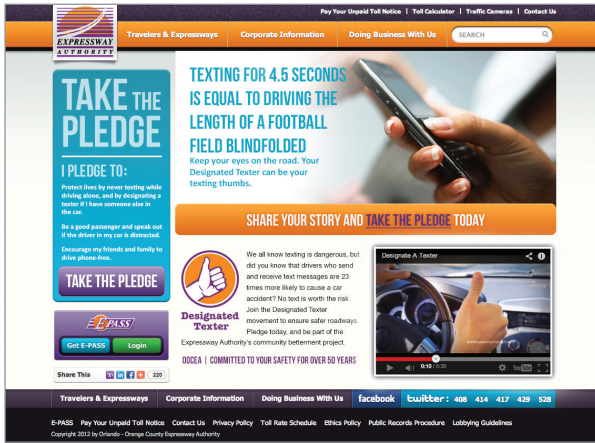 Pay Your Unpaid Toll Notice | Toll Calculator | Traffic Cameras | Contact Us
EXPRESSWAY
AUTHORITY
Travelers & Expressways
Corporate Information
Doing Business With Us
SEARCH
TAKE THE
PLEDGE
I PLEDGE TO:
Protect lives by never texting while
driving alone, and by designating a
texter if I have someone else in
the car.
Be a good passenger and speak out
if the driver in my car is distracted.
Encourage my friends and family to
drive phone-free.
TAKE THE PLEDGE
TEXTING FOR 4.5 SECONDS
IS EQUAL TO DRIVING THE
LENGTH OF A FOOTBALL
FIELD BLINDFOLDED
Keep your eyes on the road. Your
Designated Texter can be your
texting thumbs.
SHARE YOUR STORY AND TAKE THE PLEDGE TODAY
E-PASS
Get E-PASS
Login
Share This
220
Designated
Texter
We all know texting is dangerous, but
did you know that drivers who send
and receive text messages are 23
times more likely to cause a car
accident? No text is worth the risk.
Join the Designated Texter
movement to ensure safer roadways
Pledge today, and be part of the
Expressway Authority's community betterment project.
OOCEA | COMMITTED TO YOUR SAFETY FOR OVER 50 YEARS
Designate A Texter
0:10 / 0:30
YouTube
Travelers & Expressways
Corporate Information
Doing Business With Us
facebook
twitter: 408 414 417 429 528
E-PASS Pay Your Unpaid Toll Notice Contact Us Privacy Policy Toll Rate Schedule Ethics Policy Public Records Procedure Lobbying Guidelines
Copyright 2012 by Orlando - Orange County Expressway Authority